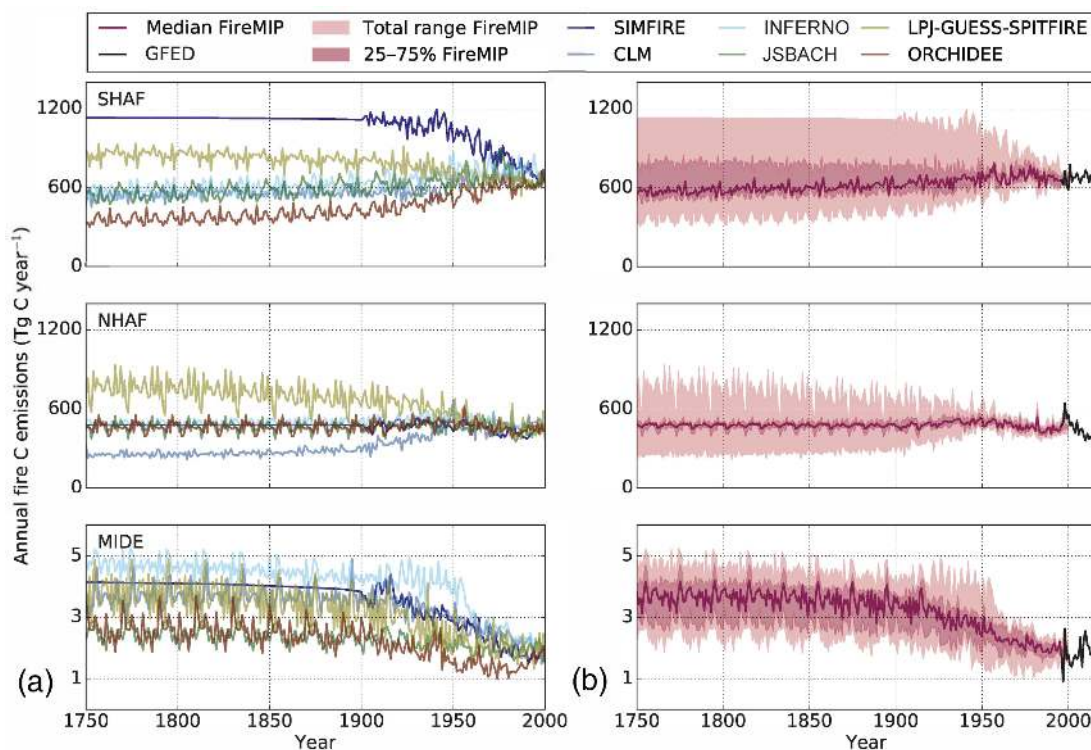 Median FireMIP Total range FireMIP SIMFIRE INFERNO LPJ-GUESS-SPITFIRE
GFED 25–75% FireMIP CLM JSBACH ORCHIDEE
Annual fire C emissions (Tg C year⁻¹)
SHAF
1200
600
0
1200
600
0
NHAF
1200
600
0
1200
600
0
MIDE
5
3
1
5
3
1
(a)
(b)
1750 1800 1850 1900 1950 2000
1750 1800 1850 1900 1950 2000
Year
Year